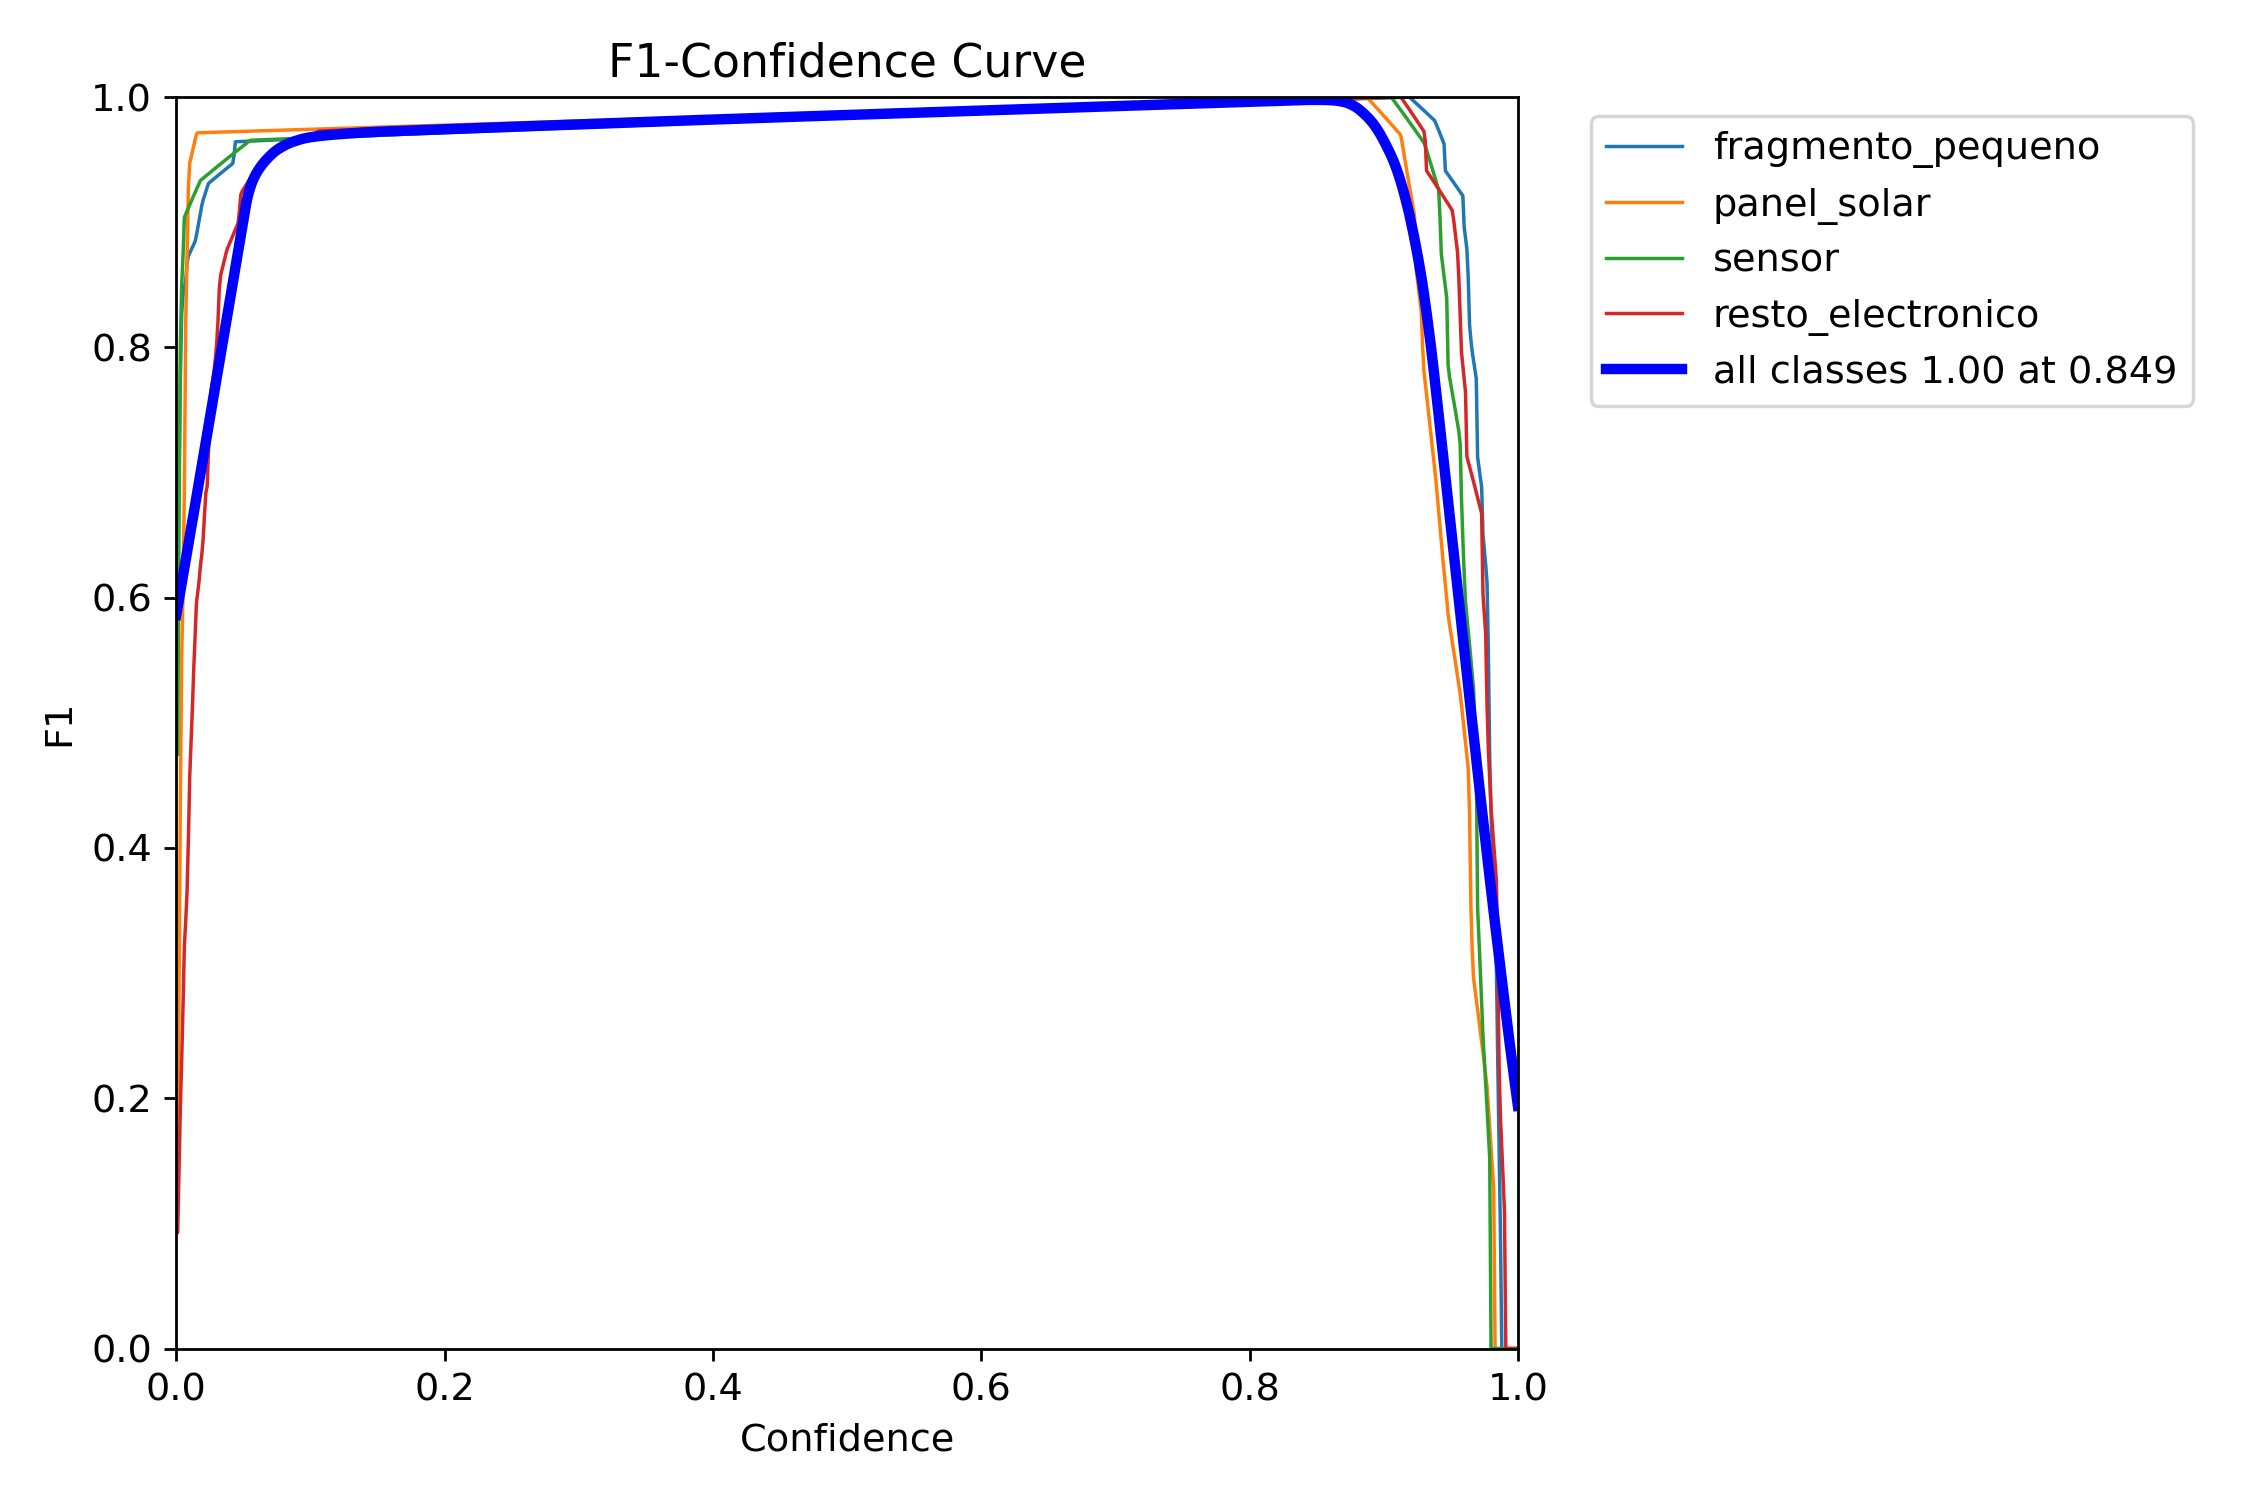 F1-Confidence Curve
1.0
0.8
0.6
0.4
0.2
0.0
F1
0.0 0.2 0.4 0.6 0.8 1.0
Confidence
fragmento_pequeno
panel_solar
sensor
resto_electronico
all classes 1.00 at 0.849